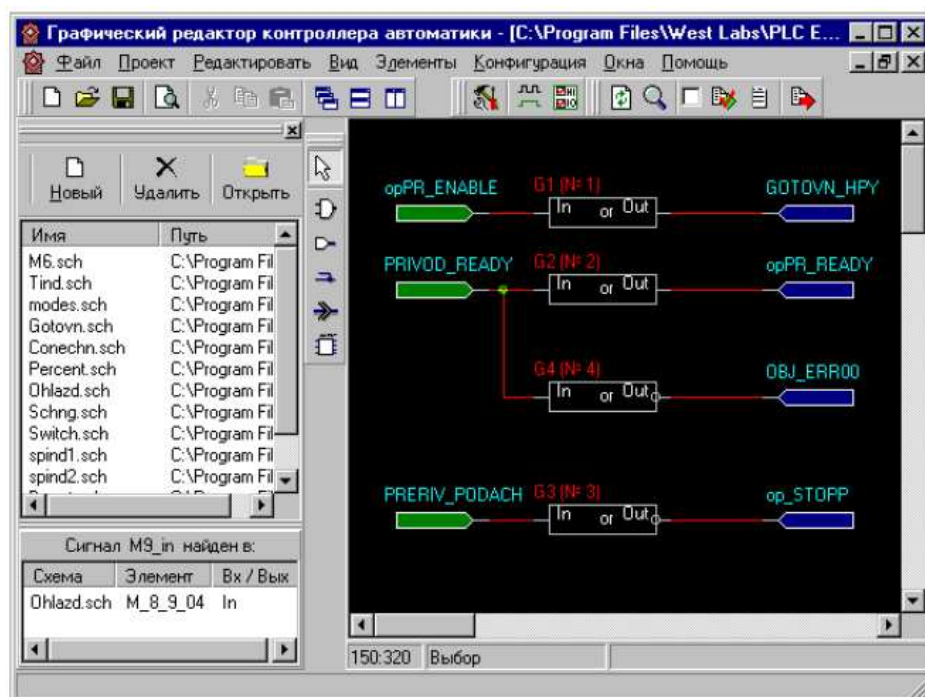 Графический редактор контроллера автоматики - [C:\Program Files\West Labs\PLC E...
Файл Проект Редактировать Вид Элементы Конфигурация Окна Помощь
Новый Удалить Открыть
Имя Путь
M6.sch C:\Program Fil
Tind.sch C:\Program Fil
modes.sch C:\Program Fil
Gotovn.sch C:\Program Fil
Conechn.sch C:\Program Fil
Percent.sch C:\Program Fil
Ohlazd.sch C:\Program Fil
Schng.sch C:\Program Fil
Switch.sch C:\Program Fil
spind1.sch C:\Program Fil
spind2.sch C:\Program Fil
Сигнал M9_in найден в:
Схема Элемент Вх / Вых
Ohlazd.sch M_8_9_04 In
opPR_ENABLE G1 (№ 1) GOTOVN_HPY
In or Out
PRIVOD_READY G2 (№ 2) opPR_READY
In or Out
G4 (№ 4) OBJ_ERR00
In or Out
PRERIV_PODACH G3 (№ 3) op_STOPP
In or Out
150:320 Выбор